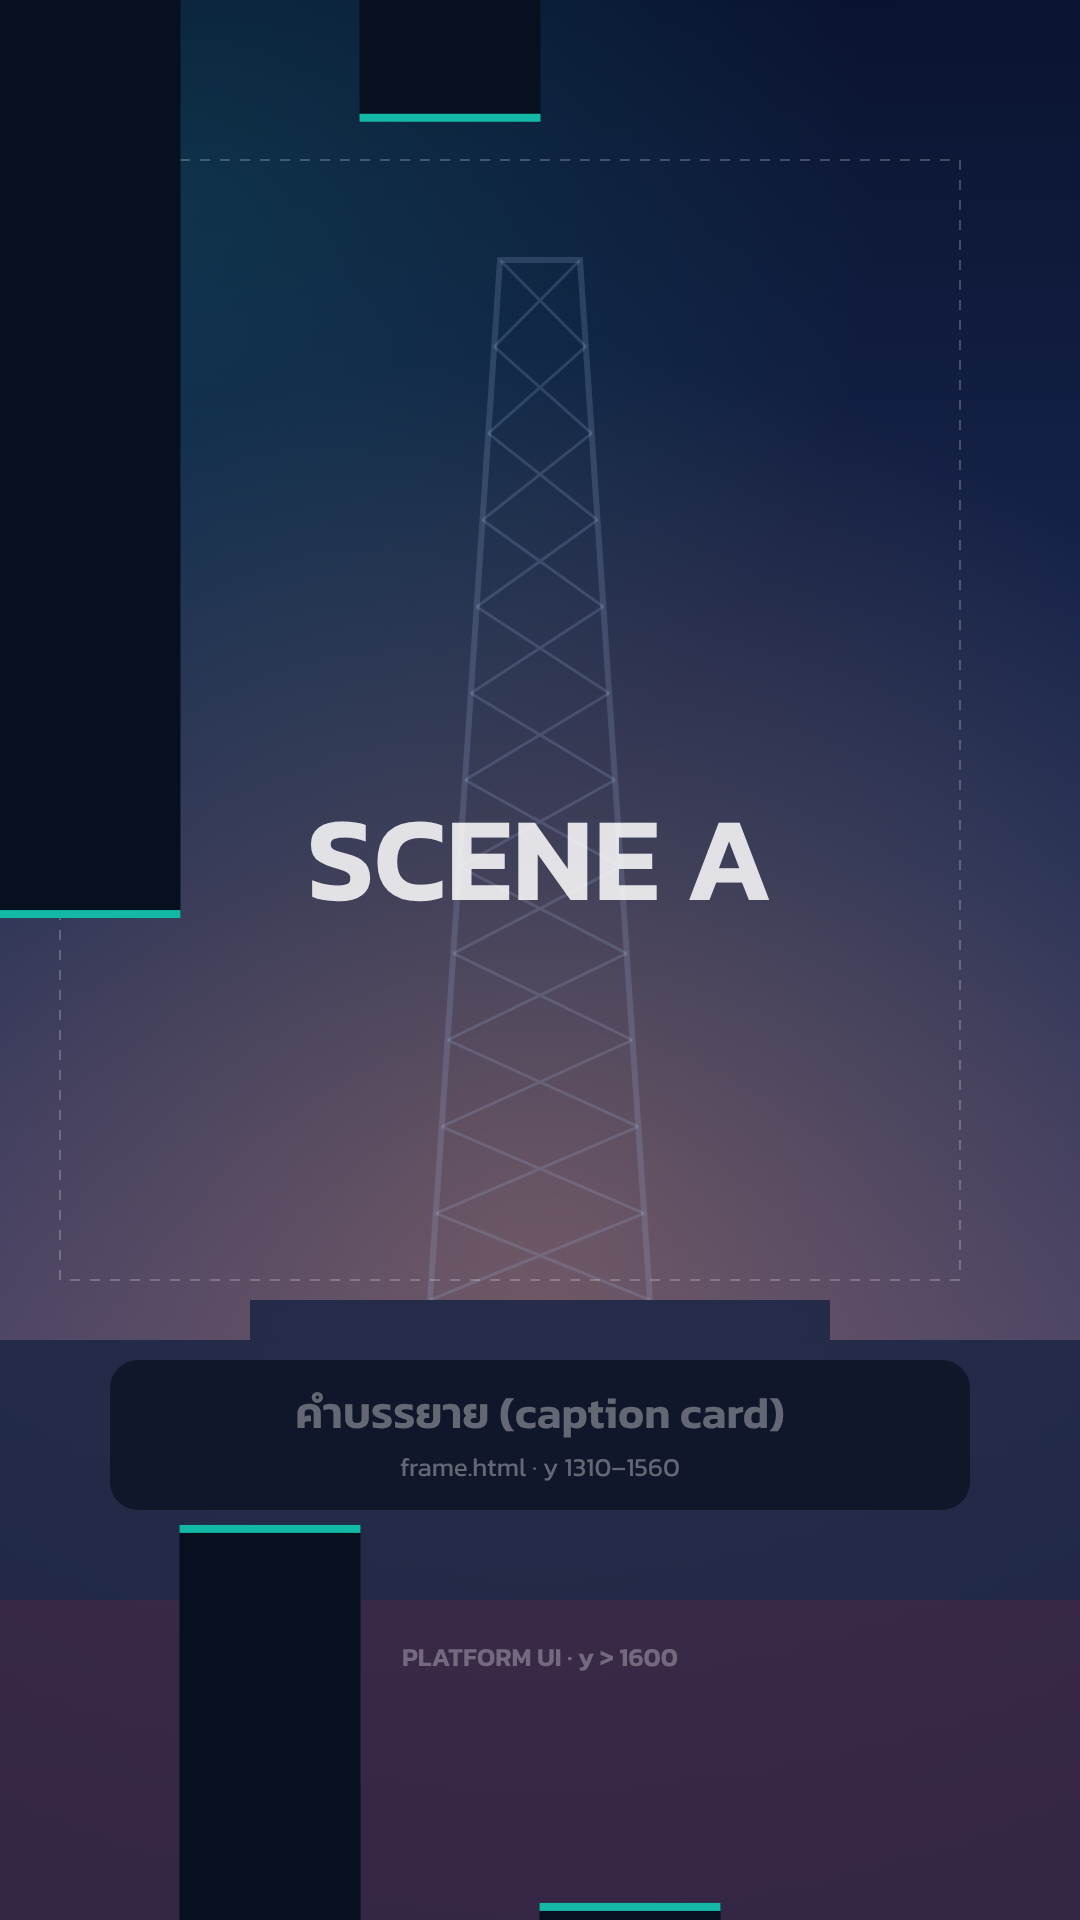 SCENE A
คำบรรยาย (caption card)
frame.html · y 1310–1560
PLATFORM UI · y > 1600